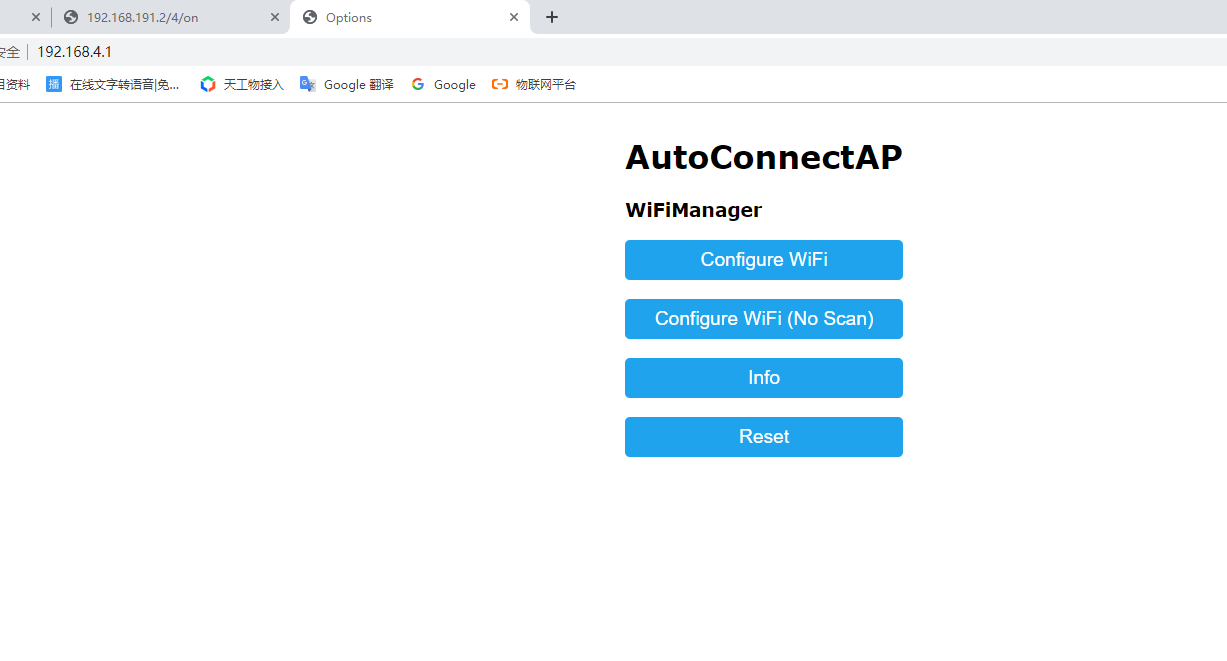 192.168.191.2/4/on
Options
安全 192.168.4.1
资料 播 在线文字转语音|免... 天工物接入 Google 翻译 Google 物联网平台
AutoConnectAP
WiFiManager
Configure WiFi
Configure WiFi (No Scan)
Info
Reset